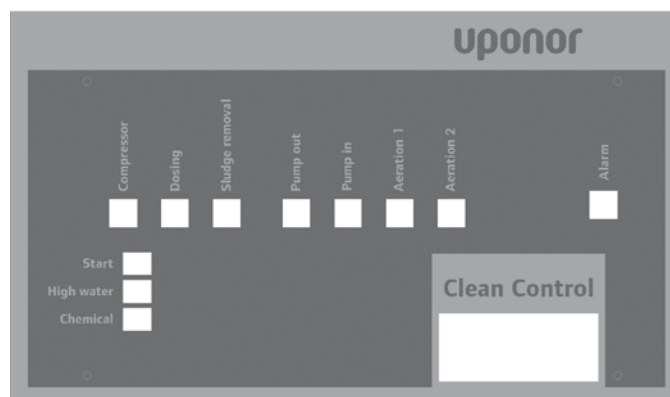 uponor
Compressor
Dosing
Sludge removal
Pump out
Pump in
Aeration 1
Aeration 2
Alarm
Start
High water
Chemical
Clean Control